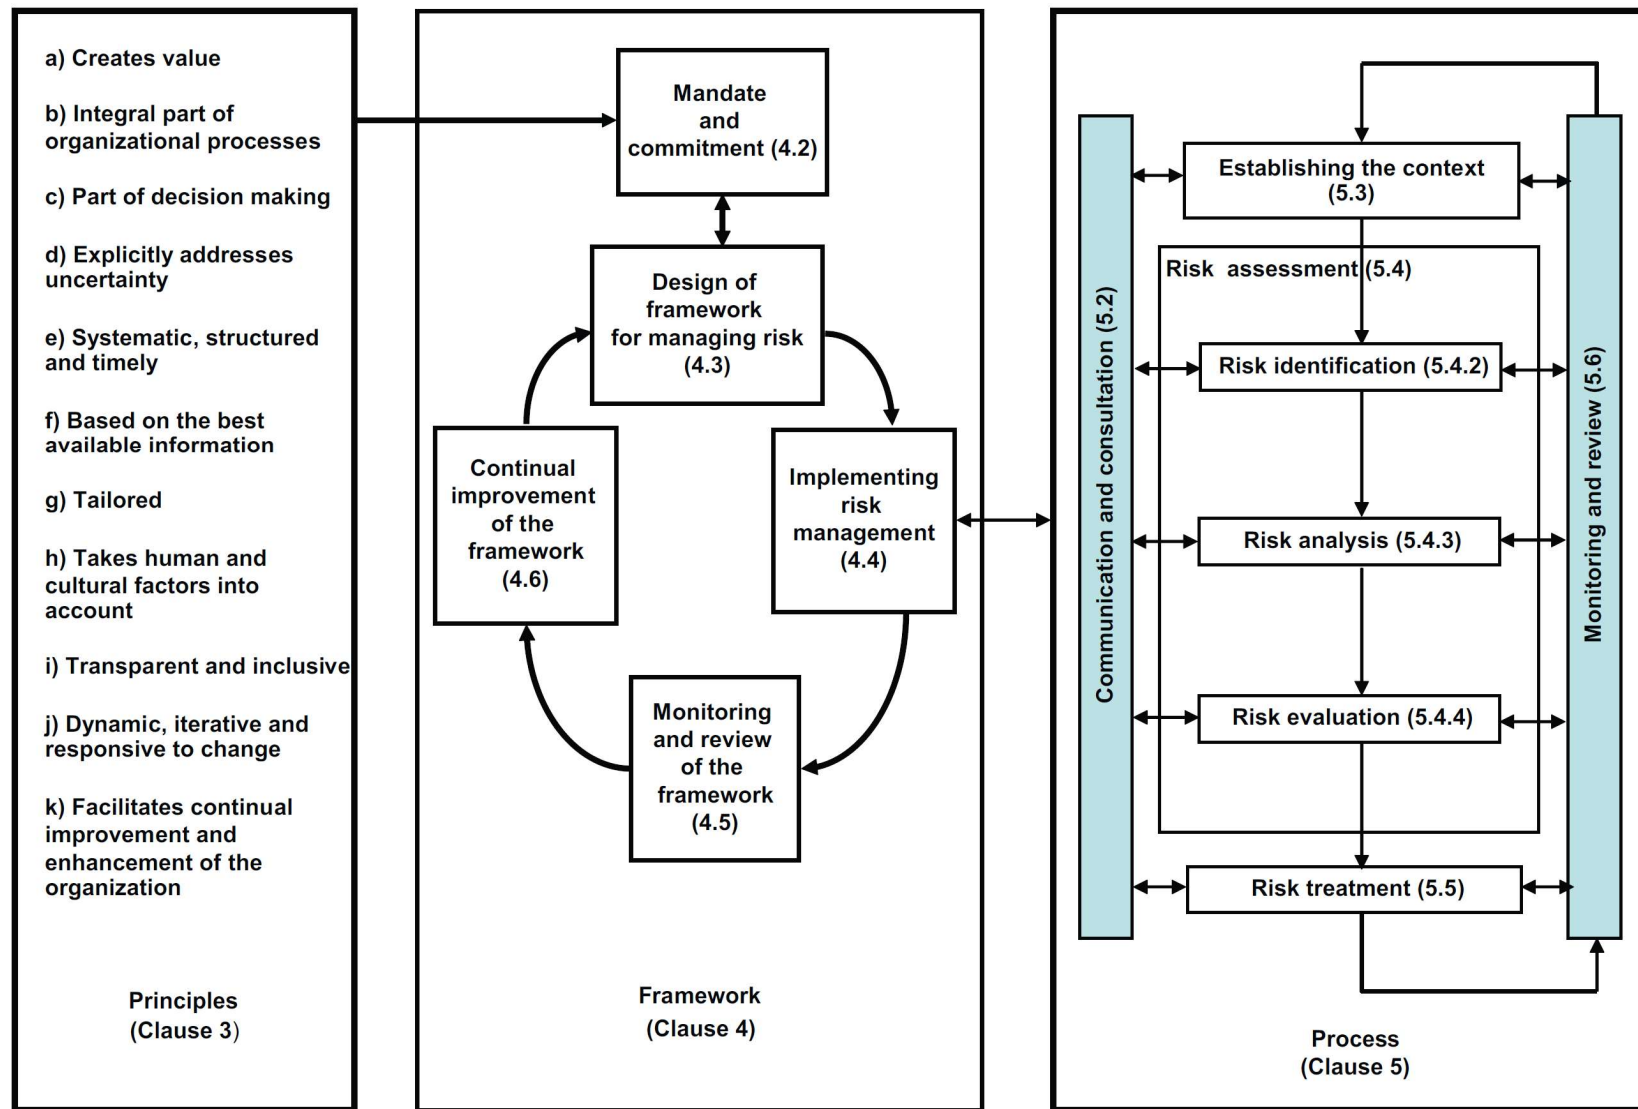 a) Creates value
b) Integral part of
organizational processes
c) Part of decision making
d) Explicitly addresses
uncertainty
e) Systematic, structured
and timely
f) Based on the best
available information
g) Tailored
h) Takes human and
cultural factors into
account
i) Transparent and inclusive
j) Dynamic, iterative and
responsive to change
k) Facilitates continual
improvement and
enhancement of the
organization
Principles
(Clause 3)
Mandate
and
commitment (4.2)
Design of
framework
for managing risk
(4.3)
Continual
improvement
of the
framework
(4.6)
Implementing
risk
management
(4.4)
Monitoring
and review
of the
framework
(4.5)
Framework
(Clause 4)
Communication and consultation (5.2)
Establishing the context
(5.3)
Risk assessment (5.4)
Risk identification (5.4.2)
Risk analysis (5.4.3)
Risk evaluation (5.4.4)
Risk treatment (5.5)
Monitoring and review (5.6)
Process
(Clause 5)